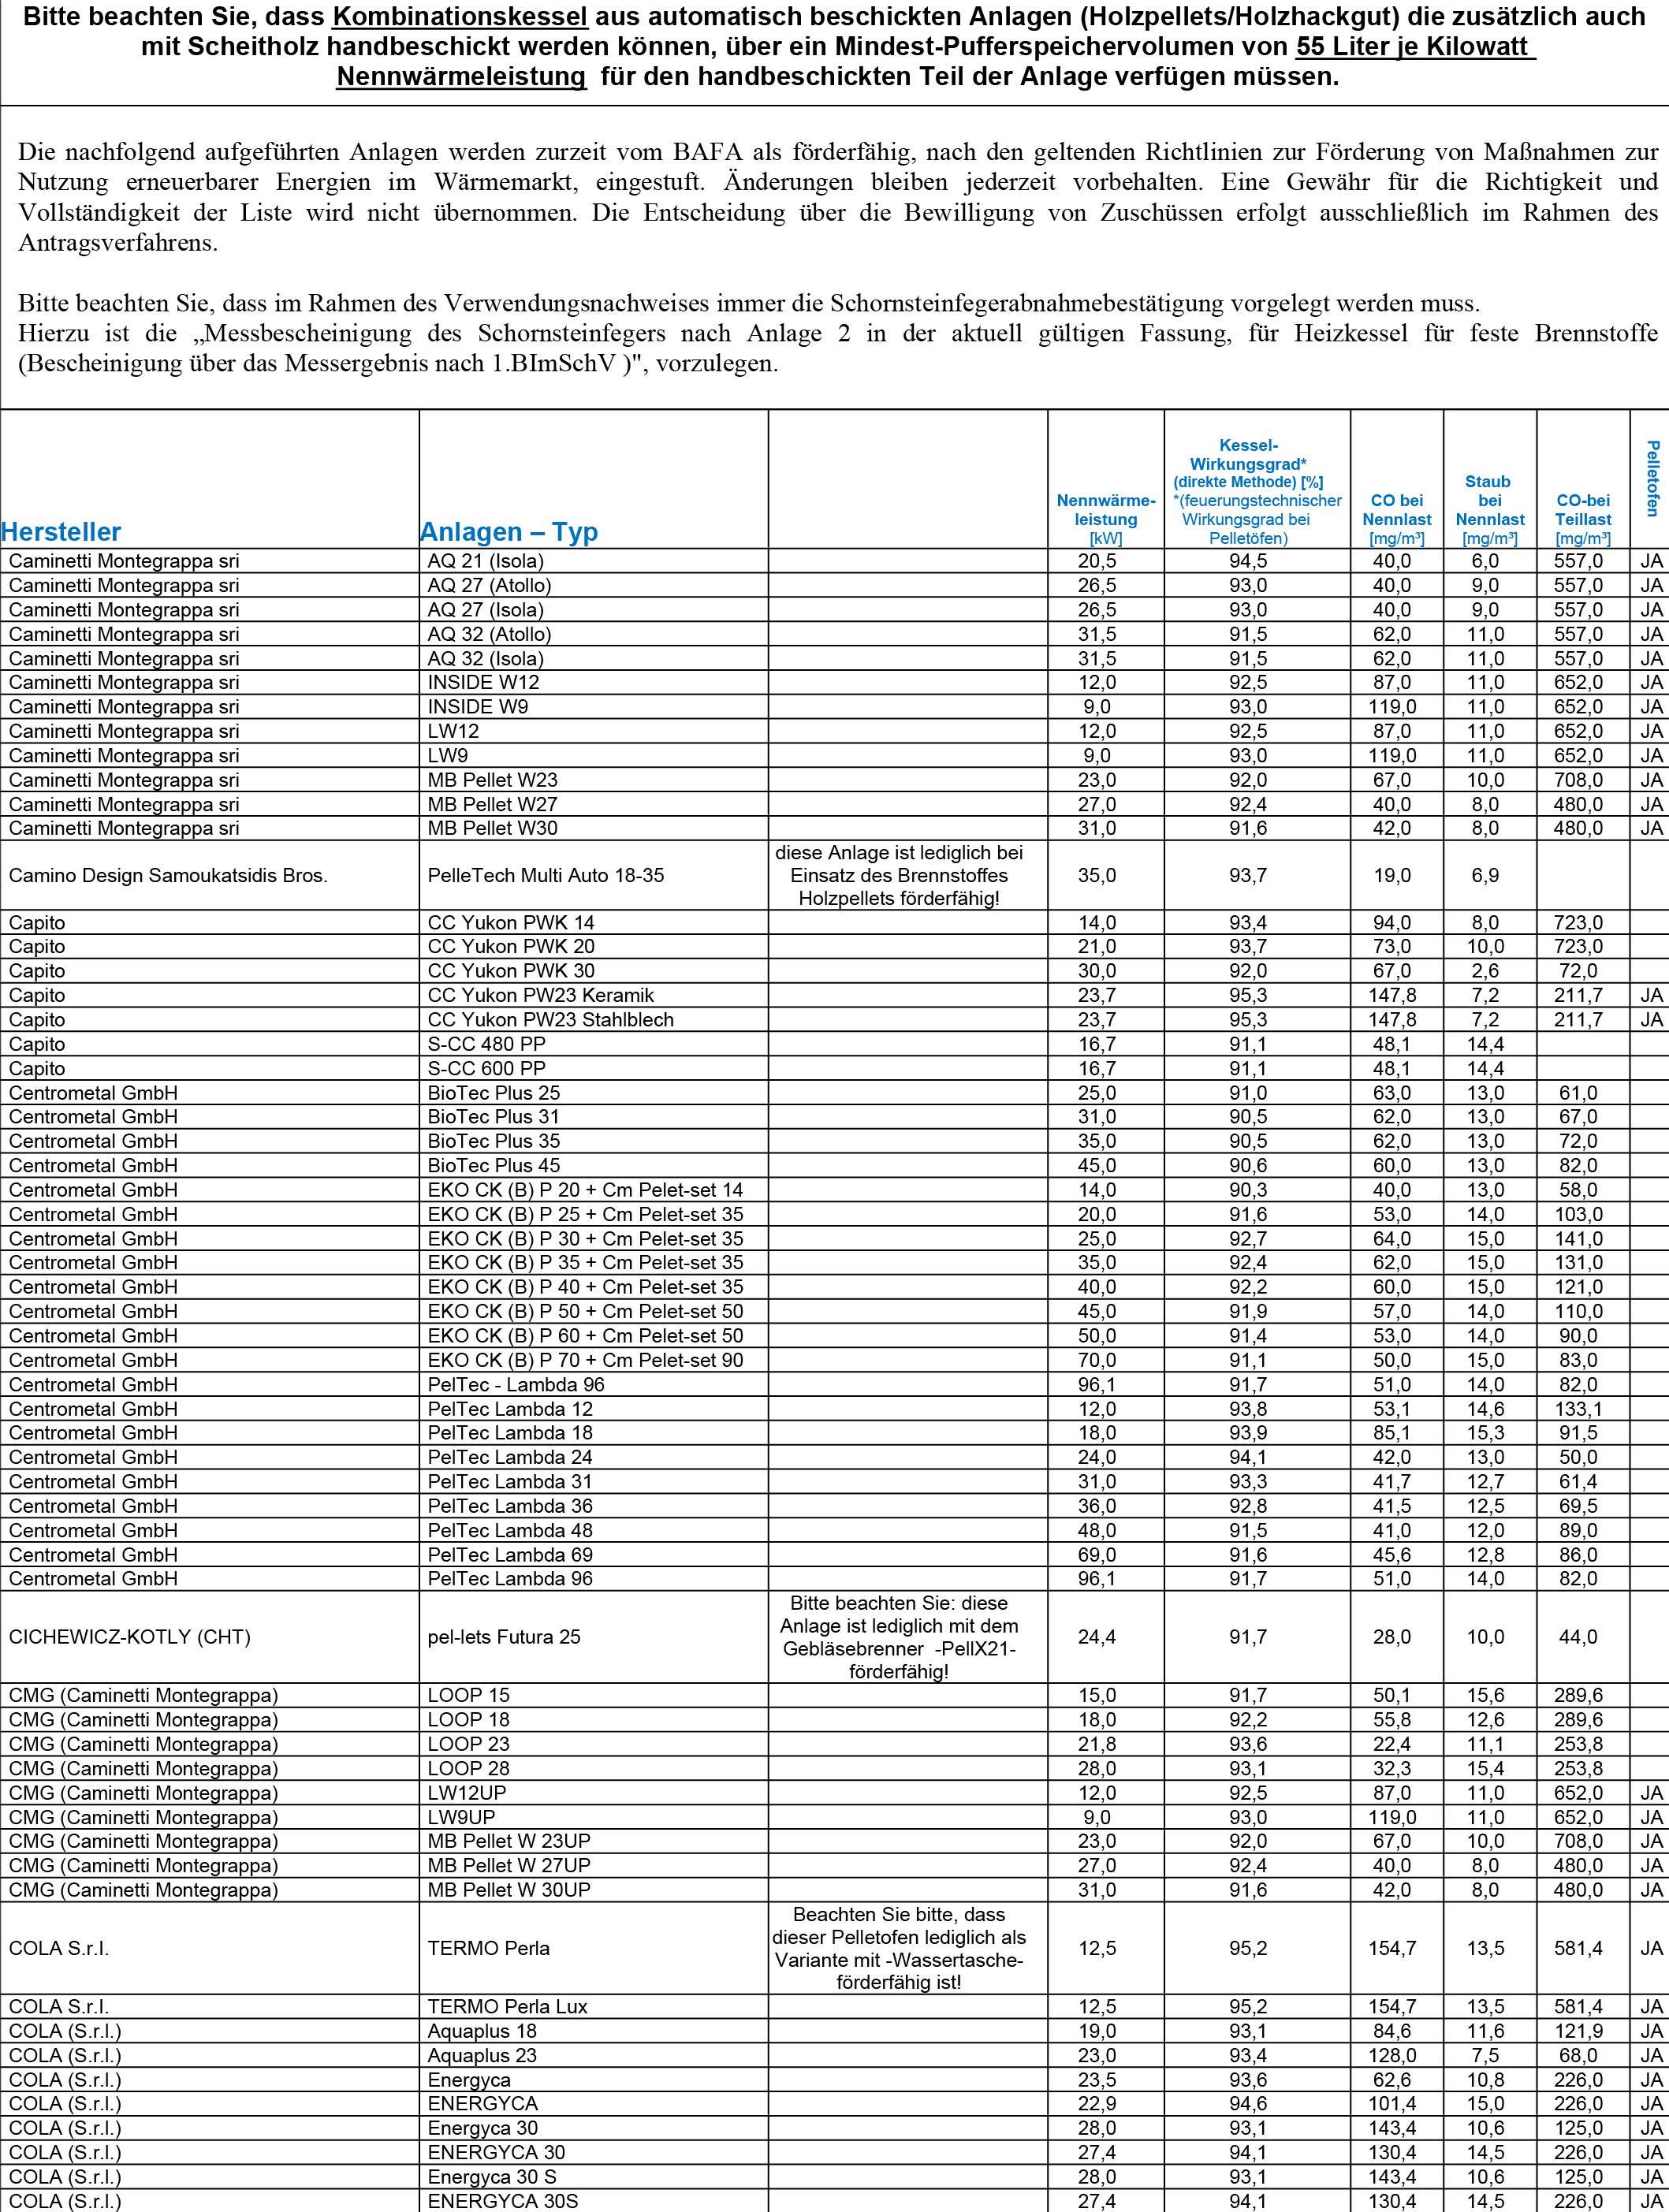 Bitte beachten Sie, dass Kombinationskessel aus automatisch beschickten Anlagen (Holzpellets/Holzhackgut) die zusätzlich auch
mit Scheitholz handbeschickt werden können, über ein Mindest-Pufferspeichervolumen von 55 Liter je Kilowatt
Nennwärmeleistung für den handbeschickten Teil der Anlage verfügen müssen.
Die nachfolgend aufgeführten Anlagen werden zurzeit vom BAFA als förderfähig, nach den geltenden Richtlinien zur Förderung von Maßnahmen zur
Nutzung erneuerbarer Energien im Wärmemarkt, eingestuft. Änderungen bleiben jederzeit vorbehalten. Eine Gewähr für die Richtigkeit und
Vollständigkeit der Liste wird nicht übernommen. Die Entscheidung über die Bewilligung von Zuschüssen erfolgt ausschließlich im Rahmen des
Antragsverfahrens.
Bitte beachten Sie, dass im Rahmen des Verwendungsnachweises immer die Schornsteinfegerabnahmebestätigung vorgelegt werden muss.
Hierzu ist die „Messbescheinigung des Schornsteinfegers nach Anlage 2 in der aktuell gültigen Fassung, für Heizkessel für feste Brennstoffe
(Bescheinigung über das Messergebnis nach 1.BImSchV )", vorzulegen.
Hersteller
Anlagen – Typ
Nennwärme-
leistung
[kW]
Kessel-
Wirkungsgrad*
(direkte Methode) [%]
*(feuerungstechnischer
Wirkungsgrad bei
Pelletöfen)
CO bei
Nennlast
[mg/m³]
Staub
bei
Nennlast
[mg/m³]
CO-bei
Teillast
[mg/m³]
Pelletofen
Caminetti Montegrappa sri AQ 21 (Isola) 20,5 94,5 40,0 6,0 557,0 JA
Caminetti Montegrappa sri AQ 27 (Atollo) 26,5 93,0 40,0 9,0 557,0 JA
Caminetti Montegrappa sri AQ 27 (Isola) 26,5 93,0 40,0 9,0 557,0 JA
Caminetti Montegrappa sri AQ 32 (Atollo) 31,5 91,5 62,0 11,0 557,0 JA
Caminetti Montegrappa sri AQ 32 (Isola) 31,5 91,5 62,0 11,0 557,0 JA
Caminetti Montegrappa sri INSIDE W12 12,0 92,5 87,0 11,0 652,0 JA
Caminetti Montegrappa sri INSIDE W9 9,0 93,0 119,0 11,0 652,0 JA
Caminetti Montegrappa sri LW12 12,0 92,5 87,0 11,0 652,0 JA
Caminetti Montegrappa sri LW9 9,0 93,0 119,0 11,0 652,0 JA
Caminetti Montegrappa sri MB Pellet W23 23,0 92,0 67,0 10,0 708,0 JA
Caminetti Montegrappa sri MB Pellet W27 27,0 92,4 40,0 8,0 480,0 JA
Caminetti Montegrappa sri MB Pellet W30 31,0 91,6 42,0 8,0 480,0 JA
diese Anlage ist lediglich bei
Camino Design Samoukatsidis Bros. PelleTech Multi Auto 18-35 Einsatz des Brennstoffes 35,0 93,7 19,0 6,9
Holzpellets förderfähig!
Capito CC Yukon PWK 14 14,0 93,4 94,0 8,0 723,0
Capito CC Yukon PWK 20 21,0 93,7 73,0 10,0 723,0
Capito CC Yukon PWK 30 30,0 92,0 67,0 2,6 72,0
Capito CC Yukon PW23 Keramik 23,7 95,3 147,8 7,2 211,7 JA
Capito CC Yukon PW23 Stahlblech 23,7 95,3 147,8 7,2 211,7 JA
Capito S-CC 480 PP 16,7 91,1 48,1 14,4
Capito S-CC 600 PP 16,7 91,1 48,1 14,4
Centrometal GmbH BioTec Plus 25 25,0 91,0 63,0 13,0 61,0
Centrometal GmbH BioTec Plus 31 31,0 90,5 62,0 13,0 67,0
Centrometal GmbH BioTec Plus 35 35,0 90,5 62,0 13,0 72,0
Centrometal GmbH BioTec Plus 45 45,0 90,6 60,0 13,0 82,0
Centrometal GmbH EKO CK (B) P 20 + Cm Pelet-set 14 14,0 90,3 40,0 13,0 58,0
Centrometal GmbH EKO CK (B) P 25 + Cm Pelet-set 35 20,0 91,6 53,0 14,0 103,0
Centrometal GmbH EKO CK (B) P 30 + Cm Pelet-set 35 25,0 92,7 64,0 15,0 141,0
Centrometal GmbH EKO CK (B) P 35 + Cm Pelet-set 35 35,0 92,4 62,0 15,0 131,0
Centrometal GmbH EKO CK (B) P 40 + Cm Pelet-set 35 40,0 92,2 60,0 15,0 121,0
Centrometal GmbH EKO CK (B) P 50 + Cm Pelet-set 50 45,0 91,9 57,0 14,0 110,0
Centrometal GmbH EKO CK (B) P 60 + Cm Pelet-set 50 50,0 91,4 53,0 14,0 90,0
Centrometal GmbH EKO CK (B) P 70 + Cm Pelet-set 90 70,0 91,1 50,0 15,0 83,0
Centrometal GmbH PelTec - Lambda 96 96,1 91,7 51,0 14,0 82,0
Centrometal GmbH PelTec Lambda 12 12,0 93,8 53,1 14,6 133,1
Centrometal GmbH PelTec Lambda 18 18,0 93,9 85,1 15,3 91,5
Centrometal GmbH PelTec Lambda 24 24,0 94,1 42,0 13,0 50,0
Centrometal GmbH PelTec Lambda 31 31,0 93,3 41,7 12,7 61,4
Centrometal GmbH PelTec Lambda 36 36,0 92,8 41,5 12,5 69,5
Centrometal GmbH PelTec Lambda 48 48,0 91,5 41,0 12,0 89,0
Centrometal GmbH PelTec Lambda 69 69,0 91,6 45,6 12,8 86,0
Centrometal GmbH PelTec Lambda 96 96,1 91,7 51,0 14,0 82,0
Bitte beachten Sie: diese
Anlage ist lediglich mit dem
CICHEWICZ-KOTLY (CHT) pel-lets Futura 25 Gebläsebrenner -PellX21- 24,4 91,7 28,0 10,0 44,0
förderfähig!
CMG (Caminetti Montegrappa) LOOP 15 15,0 91,7 50,1 15,6 289,6
CMG (Caminetti Montegrappa) LOOP 18 18,0 92,2 55,8 12,6 289,6
CMG (Caminetti Montegrappa) LOOP 23 21,8 93,6 22,4 11,1 253,8
CMG (Caminetti Montegrappa) LOOP 28 28,0 93,1 32,3 15,4 253,8
CMG (Caminetti Montegrappa) LW12UP 12,0 92,5 87,0 11,0 652,0 JA
CMG (Caminetti Montegrappa) LW9UP 9,0 93,0 119,0 11,0 652,0 JA
CMG (Caminetti Montegrappa) MB Pellet W 23UP 23,0 92,0 67,0 10,0 708,0 JA
CMG (Caminetti Montegrappa) MB Pellet W 27UP 27,0 92,4 40,0 8,0 480,0 JA
CMG (Caminetti Montegrappa) MB Pellet W 30UP 31,0 91,6 42,0 8,0 480,0 JA
Beachten Sie bitte, dass
dieser Pelletofen lediglich als
COLA S.r.l. TERMO Perla Variante mit -Wassertasche- 12,5 95,2 154,7 13,5 581,4 JA
förderfähig ist!
COLA S.r.l. TERMO Perla Lux 12,5 95,2 154,7 13,5 581,4 JA
COLA (S.r.l.) Aquaplus 18 19,0 93,1 84,6 11,6 121,9 JA
COLA (S.r.l.) Aquaplus 23 23,0 93,4 128,0 7,5 68,0 JA
COLA (S.r.l.) Energyca 23,5 93,6 62,6 10,8 226,0 JA
COLA (S.r.l.) ENERGYCA 22,9 94,6 101,4 15,0 226,0 JA
COLA (S.r.l.) Energyca 30 28,0 93,1 143,4 10,6 125,0 JA
COLA (S.r.l.) ENERGYCA 30 27,4 94,1 130,4 14,5 226,0 JA
COLA (S.r.l.) Energyca 30 S 28,0 93,1 143,4 10,6 125,0 JA
COLA (S.r.l.) ENERGYCA 30S 27,4 94,1 130,4 14,5 226,0 JA